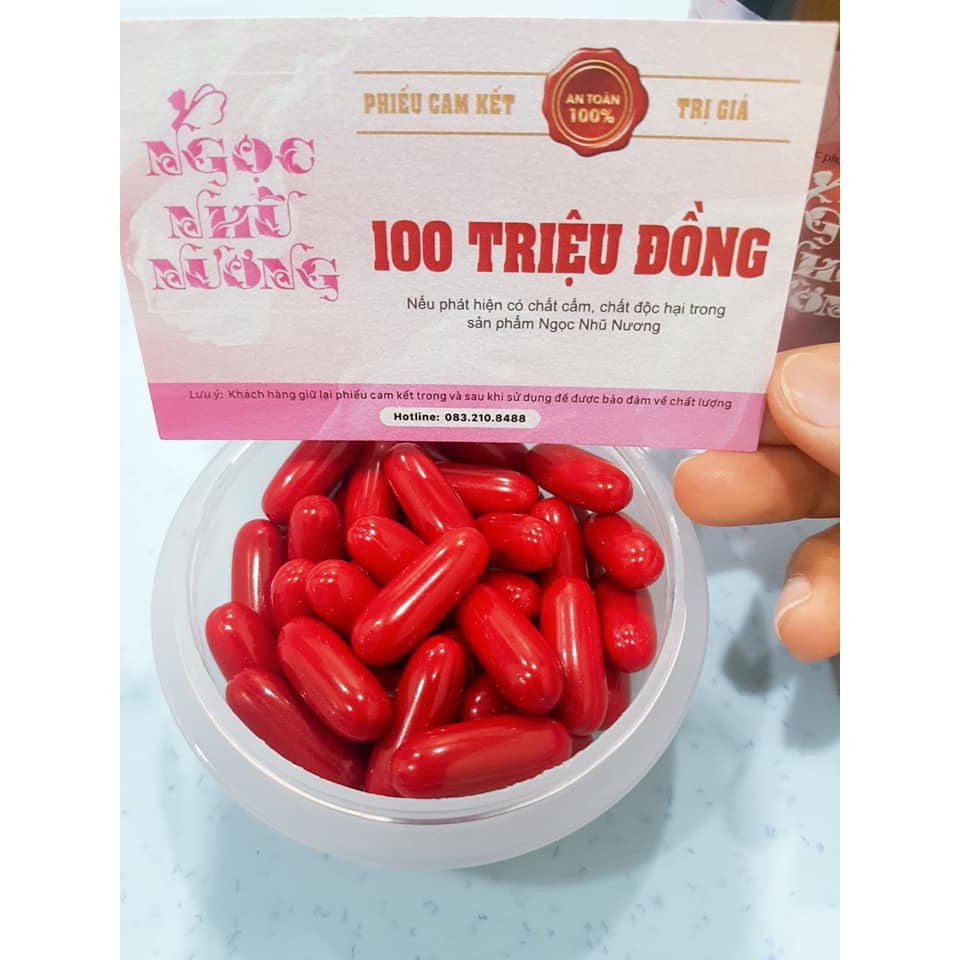 NGỌC
NHŨ
NƯƠNG
PHIẾU CAM KẾT
AN TOÀN
100%
TRỊ GIÁ
100 TRIỆU ĐỒNG
Nếu phát hiện có chất cấm, chất độc hại trong
sản phẩm Ngọc Nhũ Nương
Lưu ý: Khách hàng giữ lại phiếu cam kết trong và sau khi sử dụng để được bảo đảm về chất lượng
Hotline: 083.210.8488